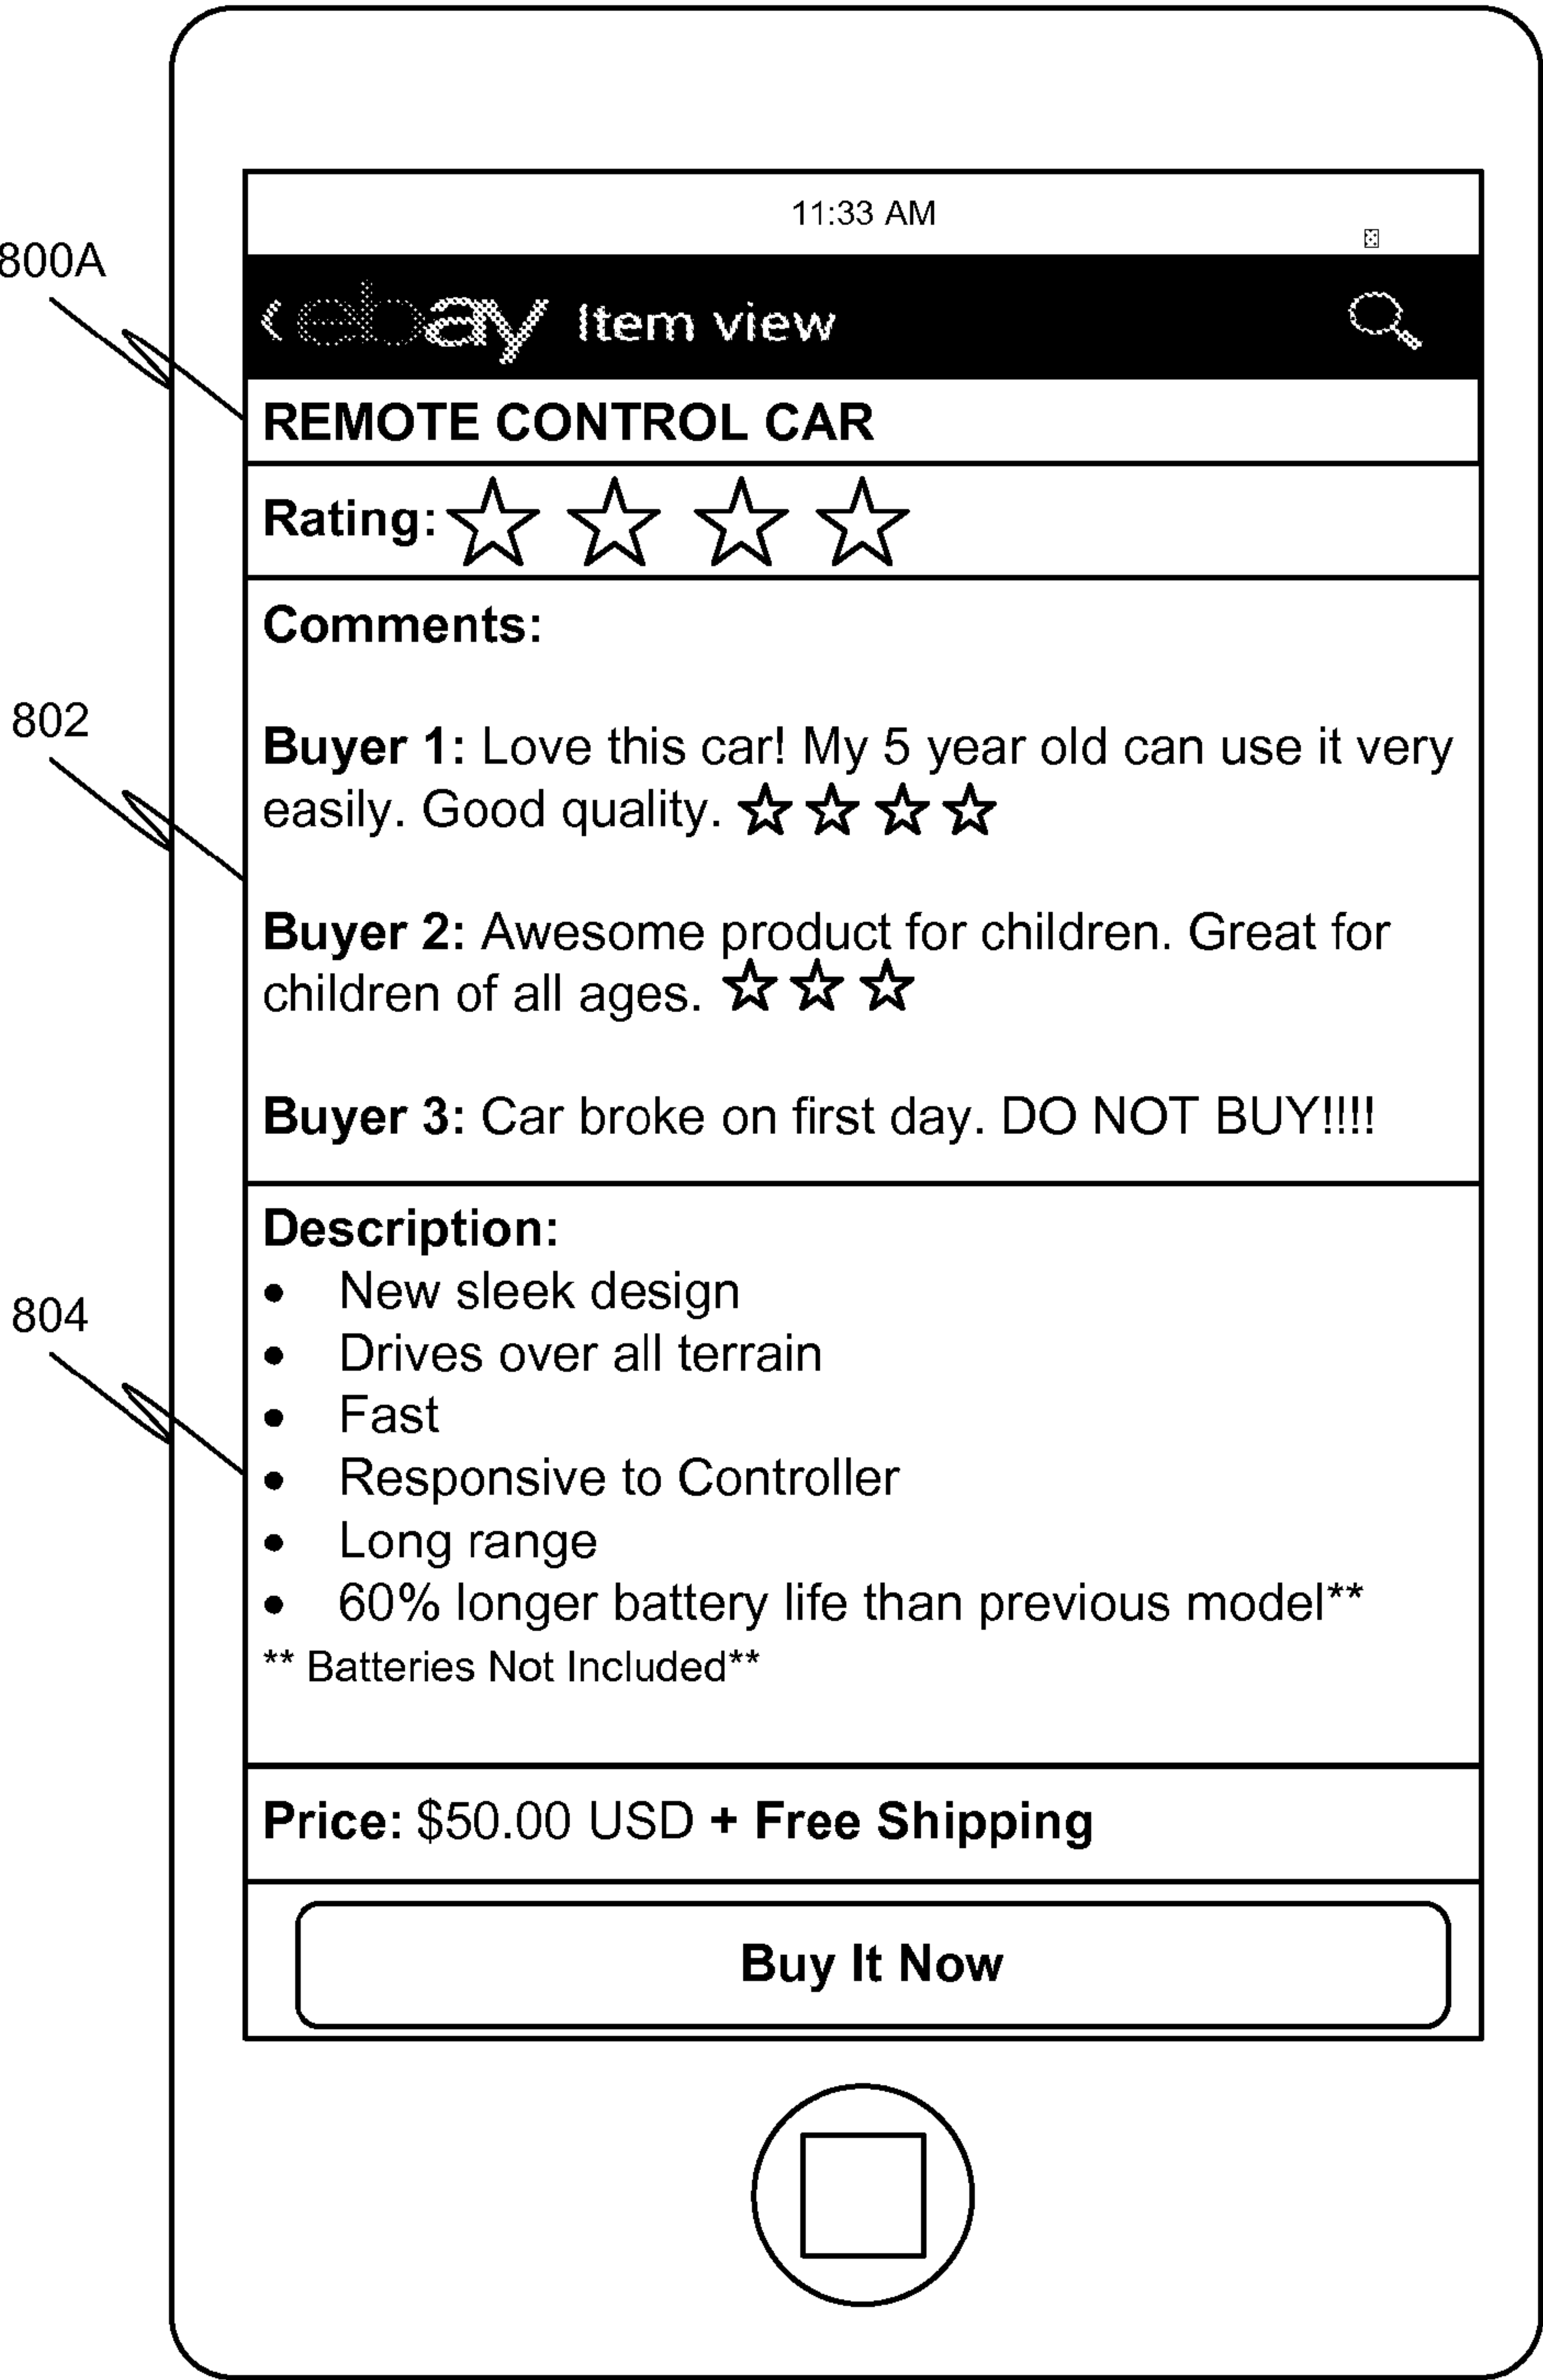 11:33 AM
800A
ebay Item view
REMOTE CONTROL CAR
Rating:
Comments:
802
Buyer 1: Love this car! My 5 year old can use it very
easily. Good quality.
Buyer 2: Awesome product for children. Great for
children of all ages.
Buyer 3: Car broke on first day. DO NOT BUY!!!!
Description:
• New sleek design
804
• Drives over all terrain
• Fast
• Responsive to Controller
• Long range
• 60% longer battery life than previous model**
** Batteries Not Included**
Price: $50.00 USD + Free Shipping
Buy It Now